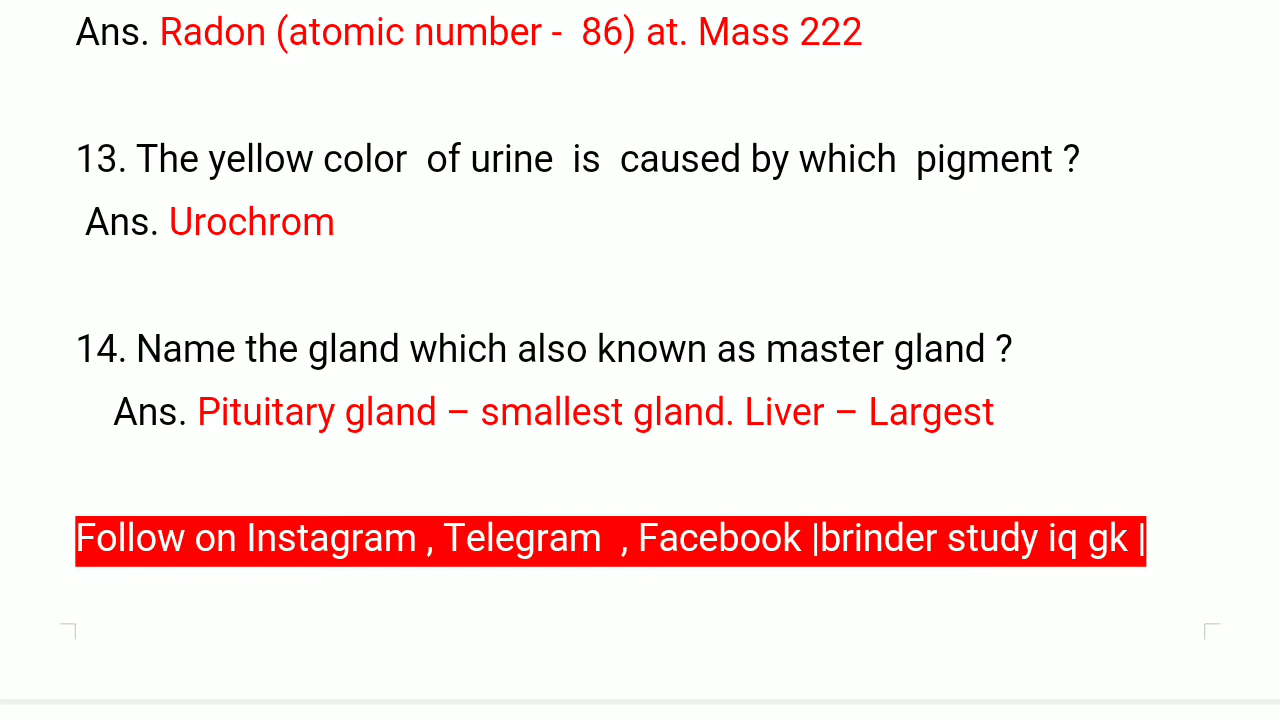 Ans. Radon (atomic number - 86) at. Mass 222
13. The yellow color of urine is caused by which pigment ?
Ans. Urochrom
14. Name the gland which also known as master gland ?
Ans. Pituitary gland – smallest gland. Liver – Largest
Follow on Instagram , Telegram , Facebook |brinder study iq gk |